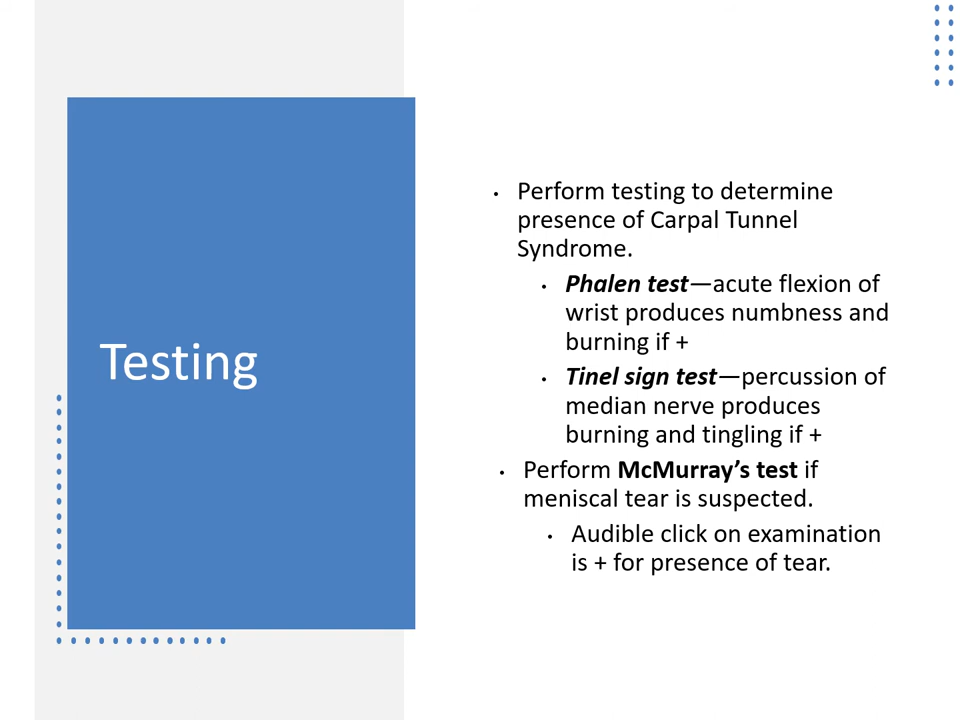 Testing
• Perform testing to determine
presence of Carpal Tunnel
Syndrome.
• Phalen test—acute flexion of
wrist produces numbness and
burning if +
• Tinel sign test—percussion of
median nerve produces
burning and tingling if +
• Perform McMurray’s test if
meniscal tear is suspected.
• Audible click on examination
is + for presence of tear.